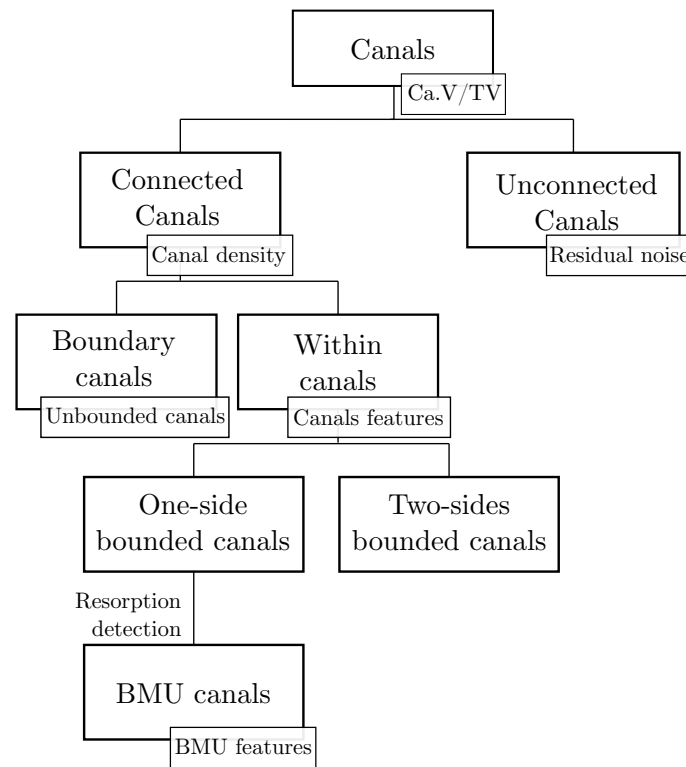 Canals
Ca.V/TV
Connected
Canals
Canal density
Unconnected
Canals
Residual noise
Boundary
canals
Unbounded canals
Within
canals
Canals features
One-side
bounded canals
Two-sides
bounded canals
Resorption
detection
BMU canals
BMU features